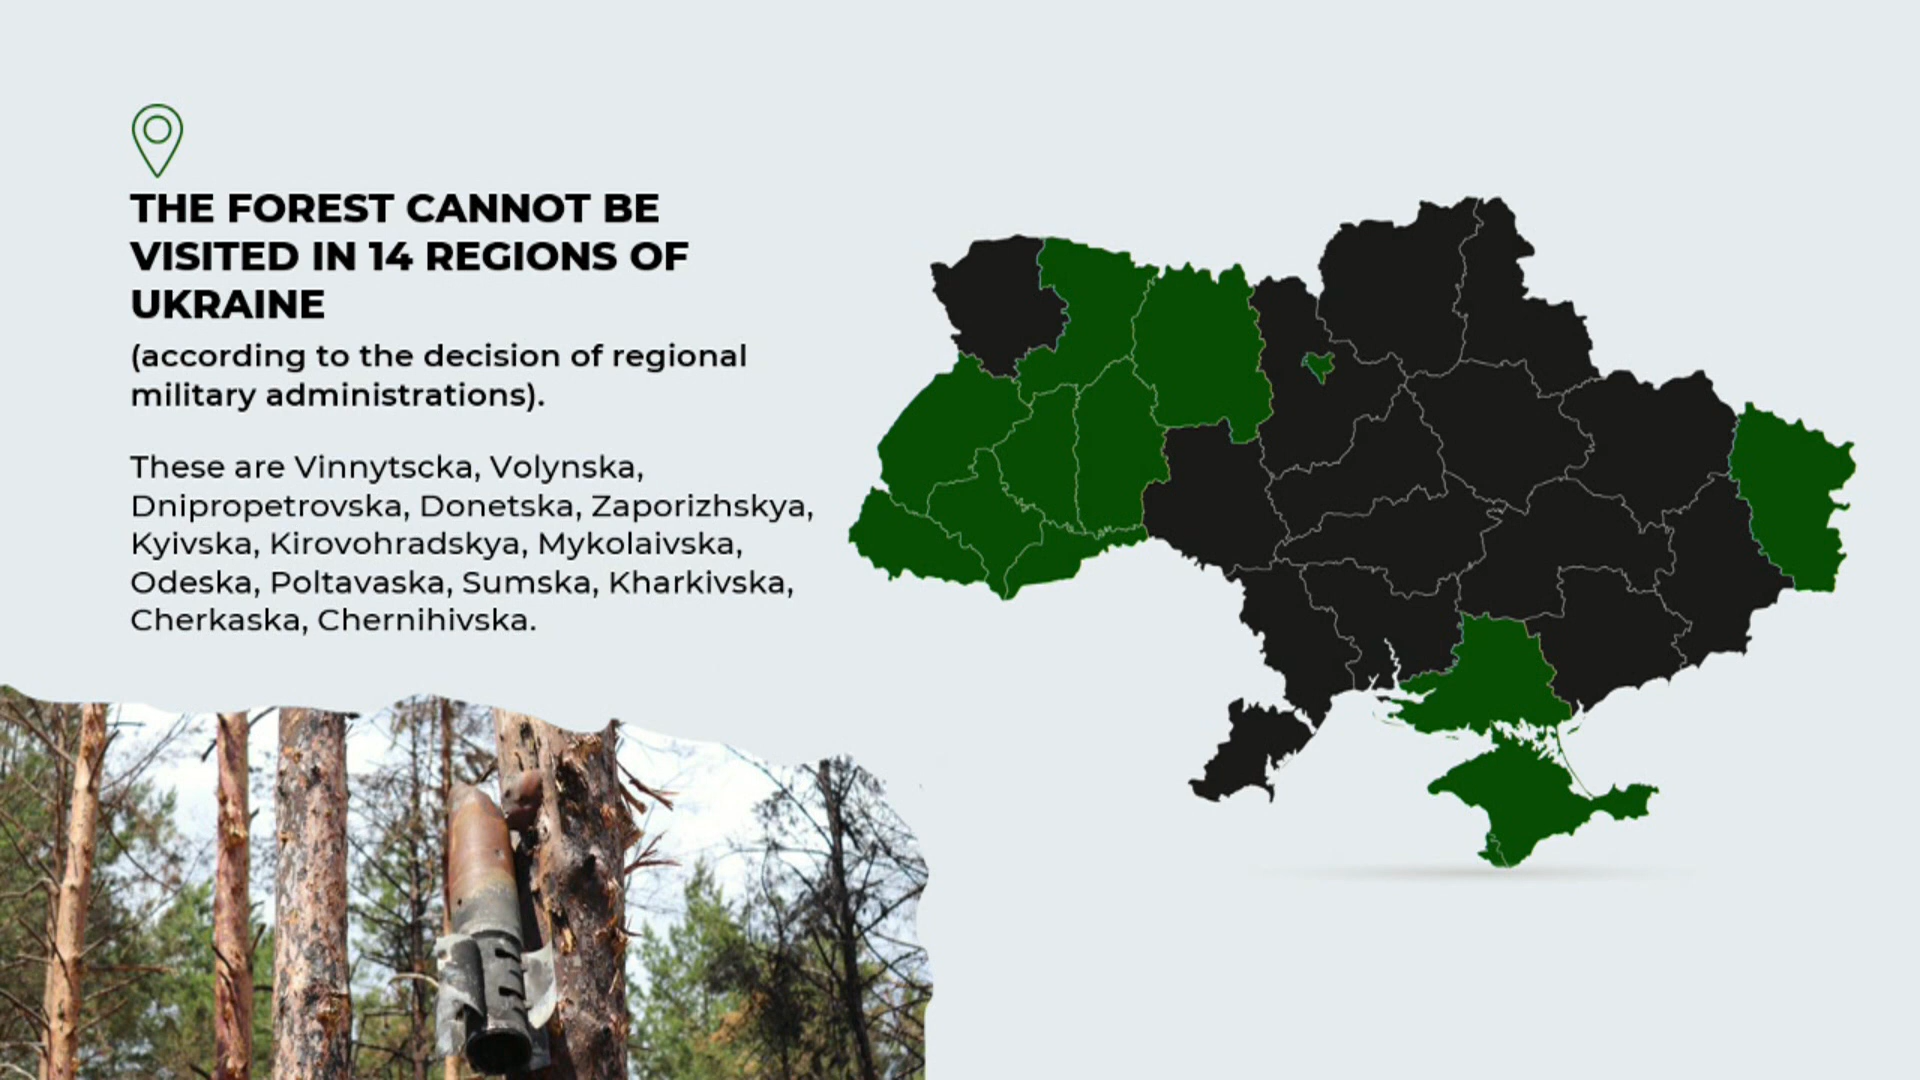 THE FOREST CANNOT BE
VISITED IN 14 REGIONS OF
UKRAINE
(according to the decision of regional
military administrations).
These are Vinnytscka, Volynska,
Dnipropetrovska, Donetska, Zaporizhskya,
Kyivska, Kirovohradskya, Mykolaivska,
Odeska, Poltavaska, Sumska, Kharkivska,
Cherkaska, Chernihivska.